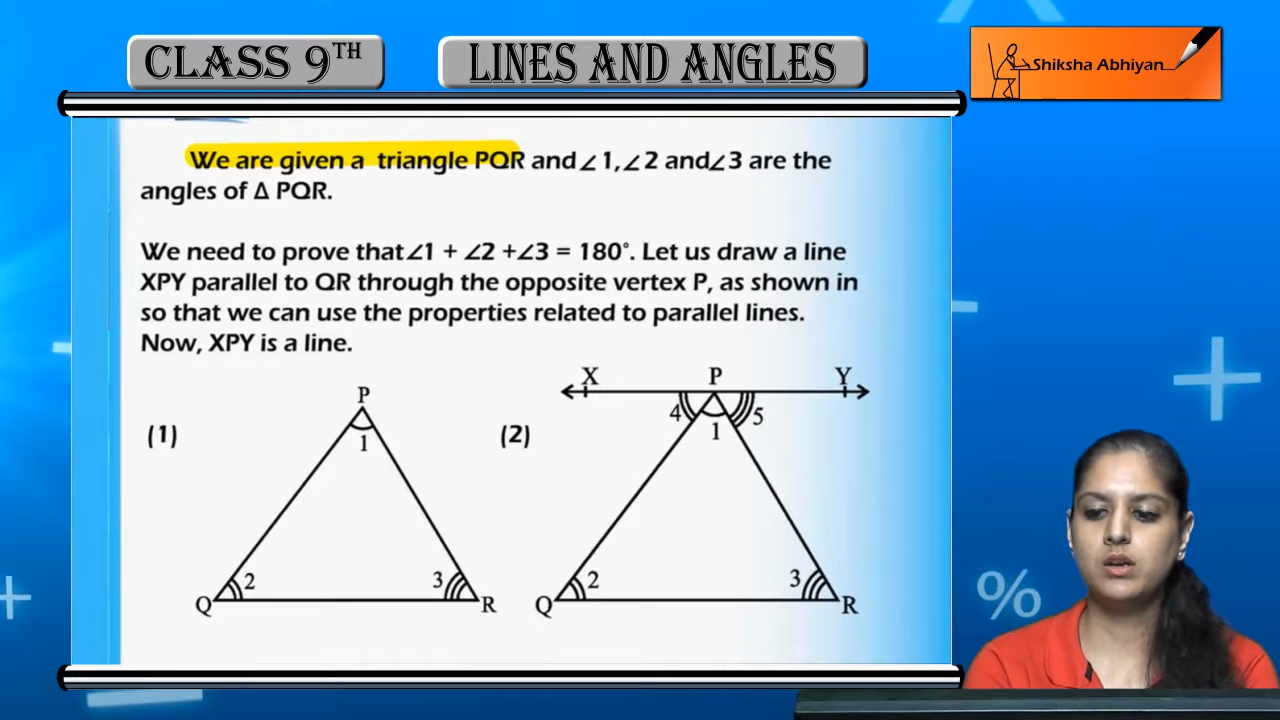 CLASS 9TH
LINES AND ANGLES
Shiksha Abhiyan
We are given a triangle PQR and ∠1, ∠2 and ∠3 are the
angles of Δ PQR.
We need to prove that ∠1 + ∠2 + ∠3 = 180°. Let us draw a line
XPY parallel to QR through the opposite vertex P, as shown in
so that we can use the properties related to parallel lines.
Now, XPY is a line.
(1)
P
1
Q
2
3
R
(2)
X
P
Y
4
1
5
Q
2
3
R
%